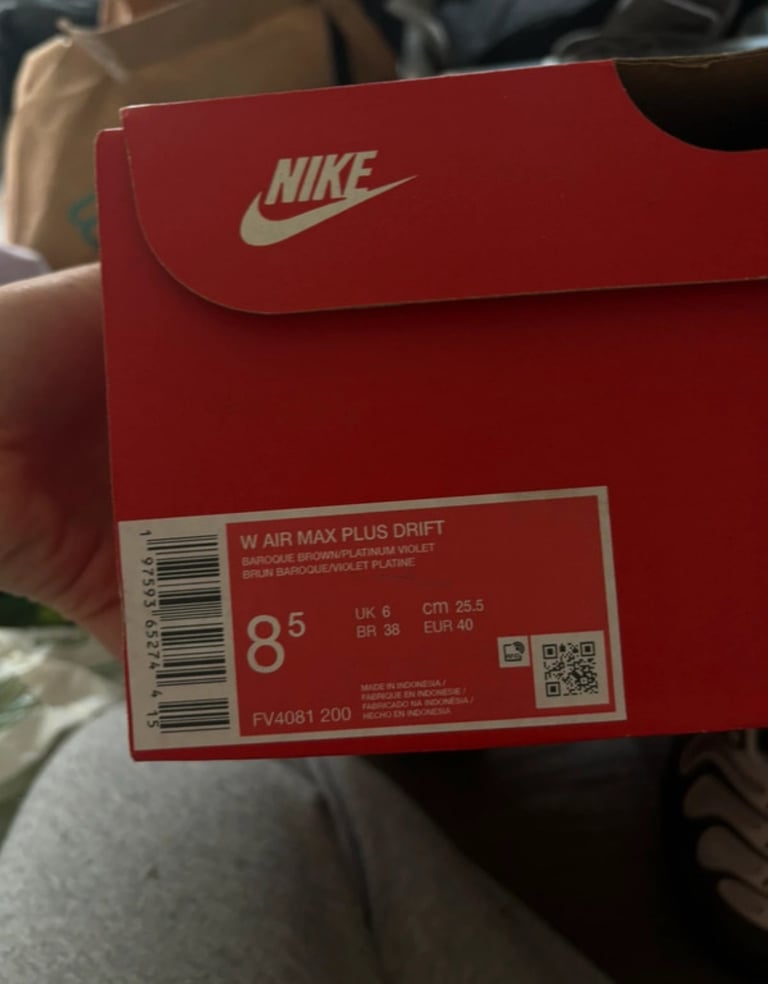 NIKE
W AIR MAX PLUS DRIFT
BAROQUE BROWN/PLATINUM VIOLET
BRUN BAROQUE/VIOLET PLATINE
8 5
UK 6 cm 25.5
BR 38 EUR 40
MADE IN INDONESIA /
FABRIQUE EN INDONESIE /
FABRICADO NA INDONÉSIA /
HECHO EN INDONESIA
FV4081 200
1 97593 65274 4 15